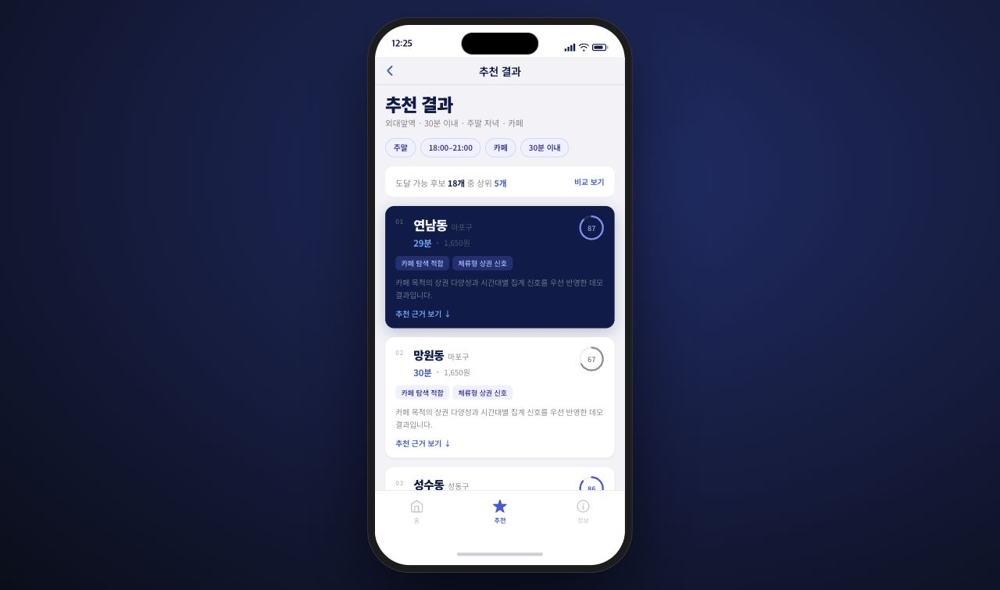 12:25
추천 결과
추천 결과
외대앞역 · 30분 이내 · 주말 저녁 · 카페
주말 18:00–21:00 카페 30분 이내
도달 가능 후보 18개 중 상위 5개 비교 보기
01 연남동 마포구 87
29분 · 1,650원
카페 탐색 적합 체류형 상권 신호
카페 목적의 상권 다양성과 시간대별 집계 신호를 우선 반영한 데모
결과입니다.
추천 근거 보기 ↓
02 망원동 마포구 67
30분 · 1,650원
카페 탐색 적합 체류형 상권 신호
카페 목적의 상권 다양성과 시간대별 집계 신호를 우선 반영한 데모
결과입니다.
추천 근거 보기 ↓
03 성수동 성동구 86
홈 추천 정보